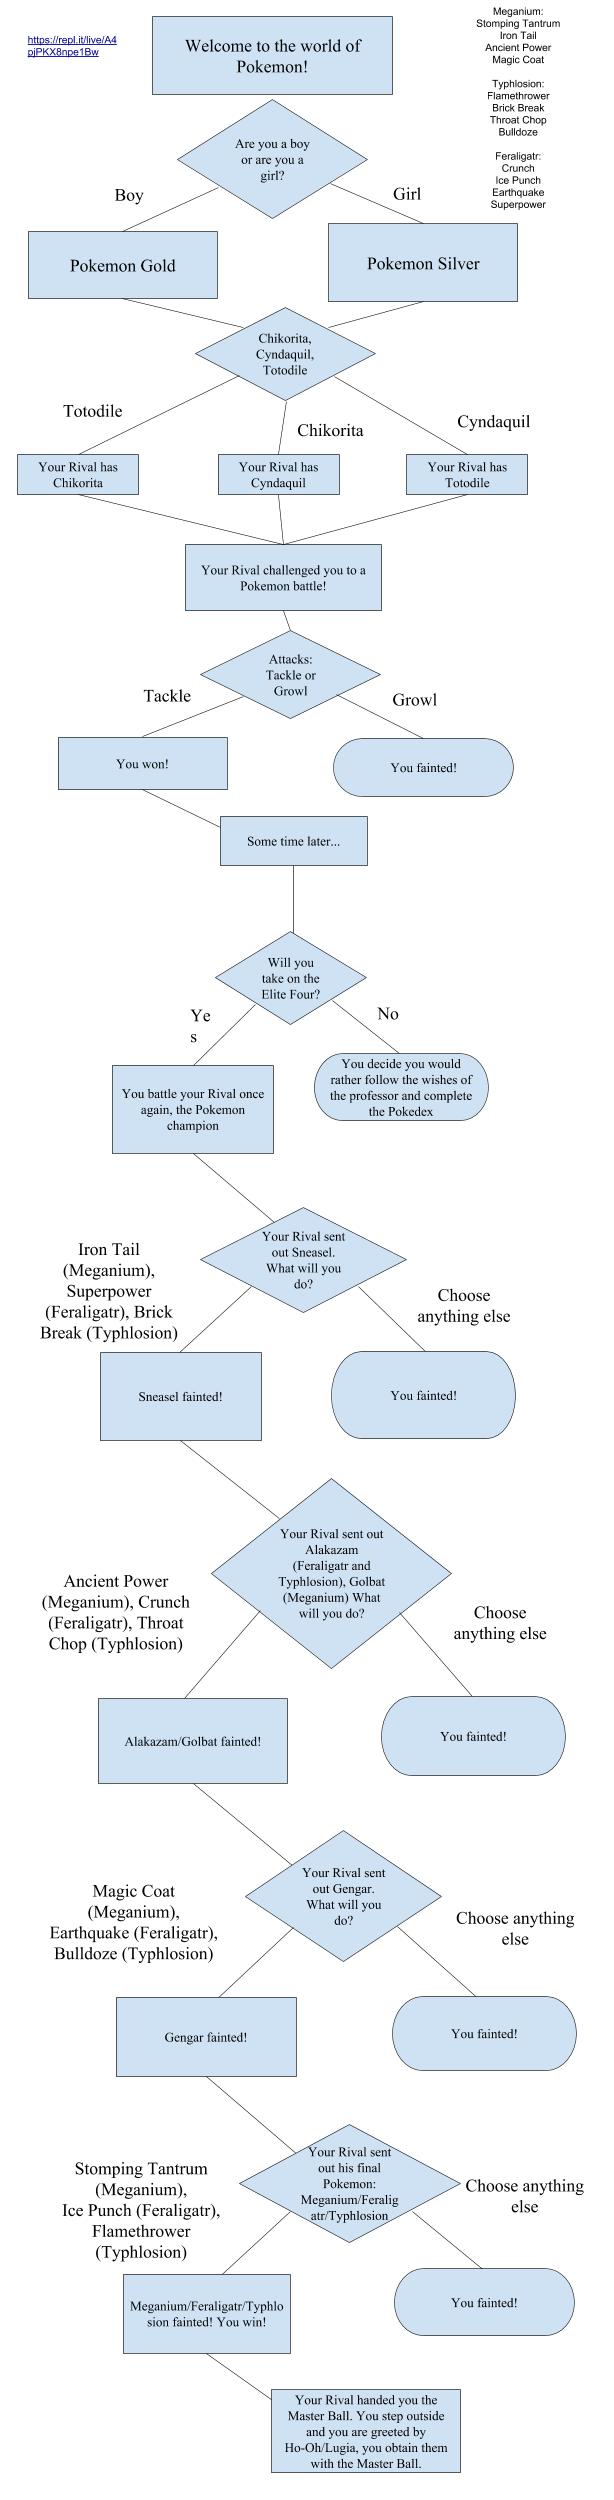 https://repl.it/live/A4
pjPKX8npe1Bw
Welcome to the world of
Pokemon!
Meganium:
Stomping Tantrum
Iron Tail
Ancient Power
Magic Coat
Typhlosion:
Flamethrower
Brick Break
Throat Chop
Bulldoze
Feraligatr:
Crunch
Ice Punch
Earthquake
Superpower
Are you a boy
or are you a
girl?
Boy
Girl
Pokemon Gold
Pokemon Silver
Chikorita,
Cyndaquil,
Totodile
Totodile
Chikorita
Cyndaquil
Your Rival has
Chikorita
Your Rival has
Cyndaquil
Your Rival has
Totodile
Your Rival challenged you to a
Pokemon battle!
Attacks:
Tackle or
Growl
Tackle
Growl
You won!
You fainted!
Some time later...
Will you
take on the
Elite Four?
Ye
s
No
You battle your Rival once
again, the Pokemon
champion
You decide you would
rather follow the wishes of
the professor and complete
the Pokedex
Your Rival sent
out Sneasel.
What will you
do?
Iron Tail
(Meganium),
Superpower
(Feraligatr), Brick
Break (Typhlosion)
Choose
anything else
Sneasel fainted!
You fainted!
Your Rival sent out
Alakazam
(Feraligatr and
Typhlosion), Golbat
(Meganium) What
will you do?
Ancient Power
(Meganium), Crunch
(Feraligatr), Throat
Chop (Typhlosion)
Choose
anything else
Alakazam/Golbat fainted!
You fainted!
Your Rival sent
out Gengar.
What will you
do?
Magic Coat
(Meganium),
Earthquake (Feraligatr),
Bulldoze (Typhlosion)
Choose anything
else
Gengar fainted!
You fainted!
Your Rival sent
out his final
Pokemon:
Meganium/Feralig
atr/Typhlosion
Stomping Tantrum
(Meganium),
Ice Punch (Feraligatr),
Flamethrower
(Typhlosion)
Choose anything
else
Meganium/Feraligatr/Typhlo
sion fainted! You win!
You fainted!
Your Rival handed you the
Master Ball. You step outside
and you are greeted by
Ho-Oh/Lugia, you obtain them
with the Master Ball.